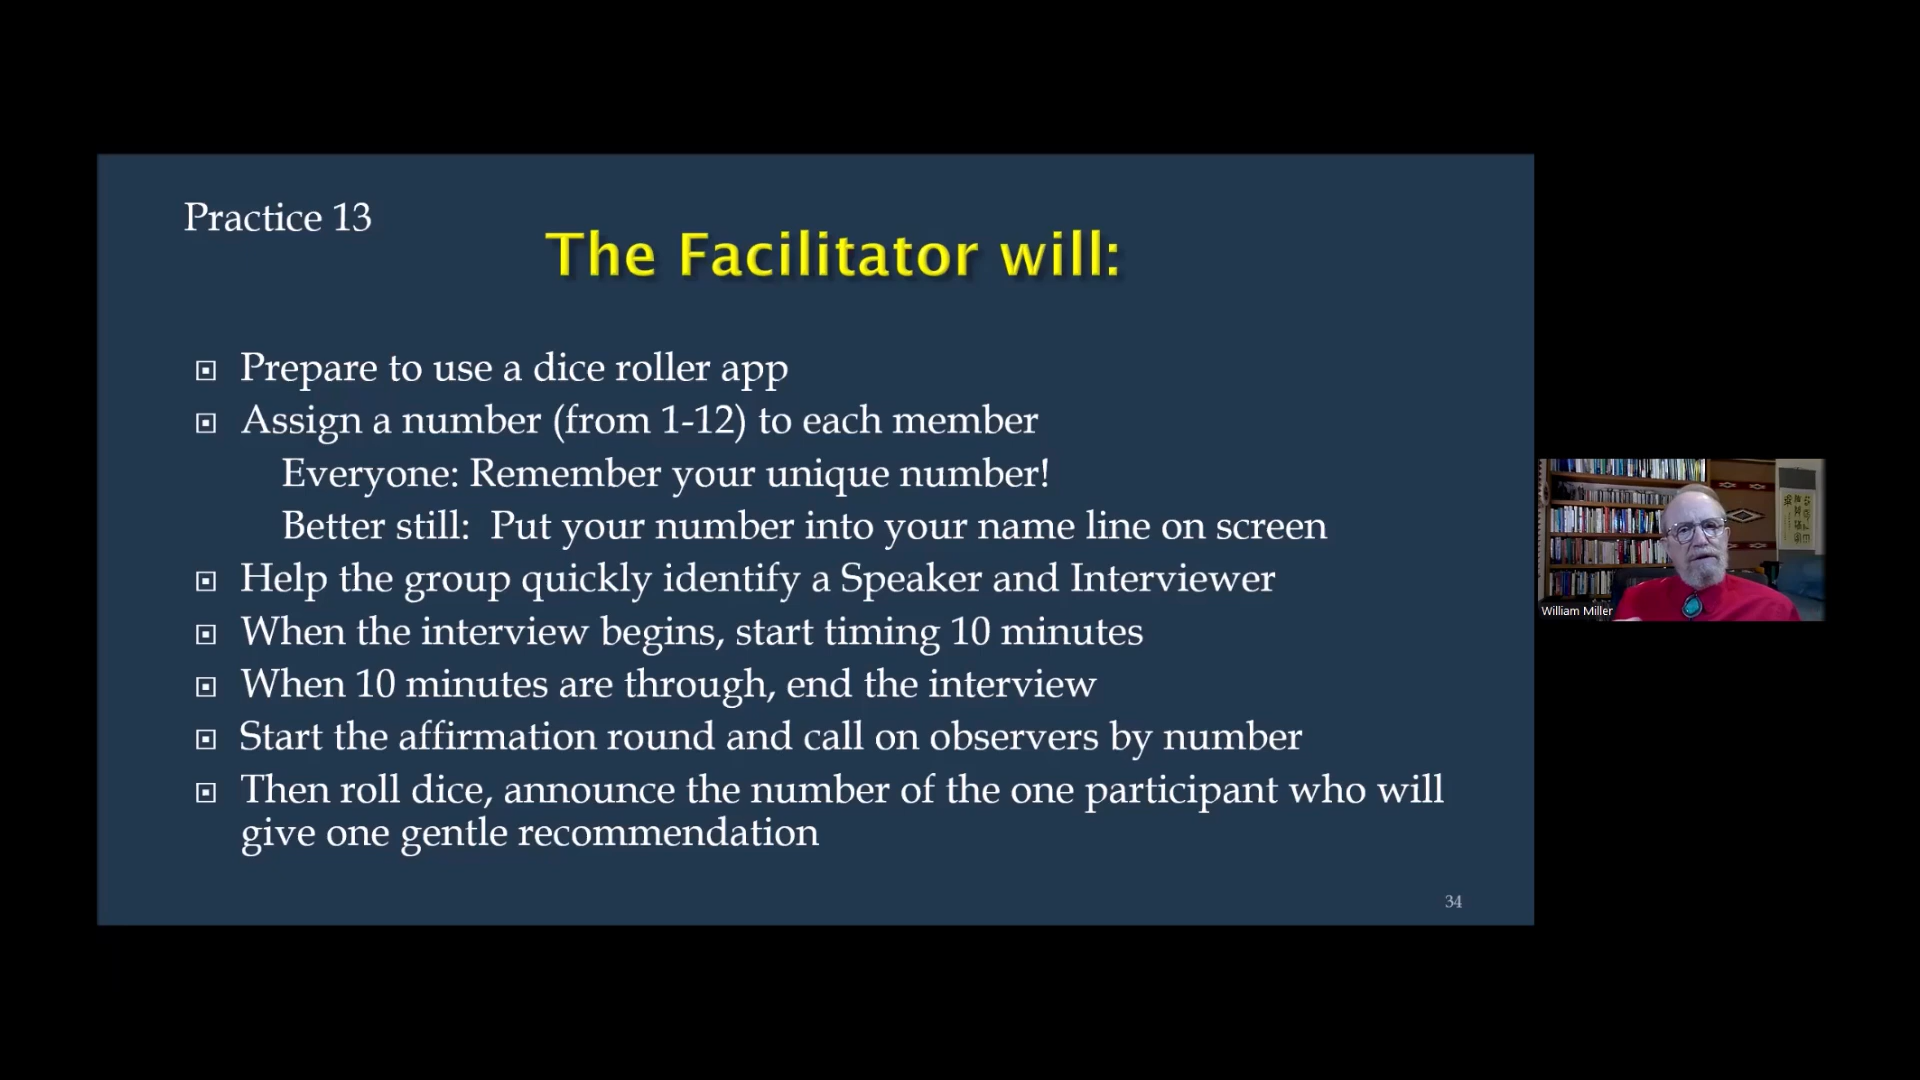 Practice 13
The Facilitator will:
Prepare to use a dice roller app
Assign a number (from 1-12) to each member
Everyone: Remember your unique number!
Better still:  Put your number into your name line on screen
Help the group quickly identify a Speaker and Interviewer
When the interview begins, start timing 10 minutes
When 10 minutes are through, end the interview
Start the affirmation round and call on observers by number
Then roll dice, announce the number of the one participant who will
give one gentle recommendation
34
William Miller